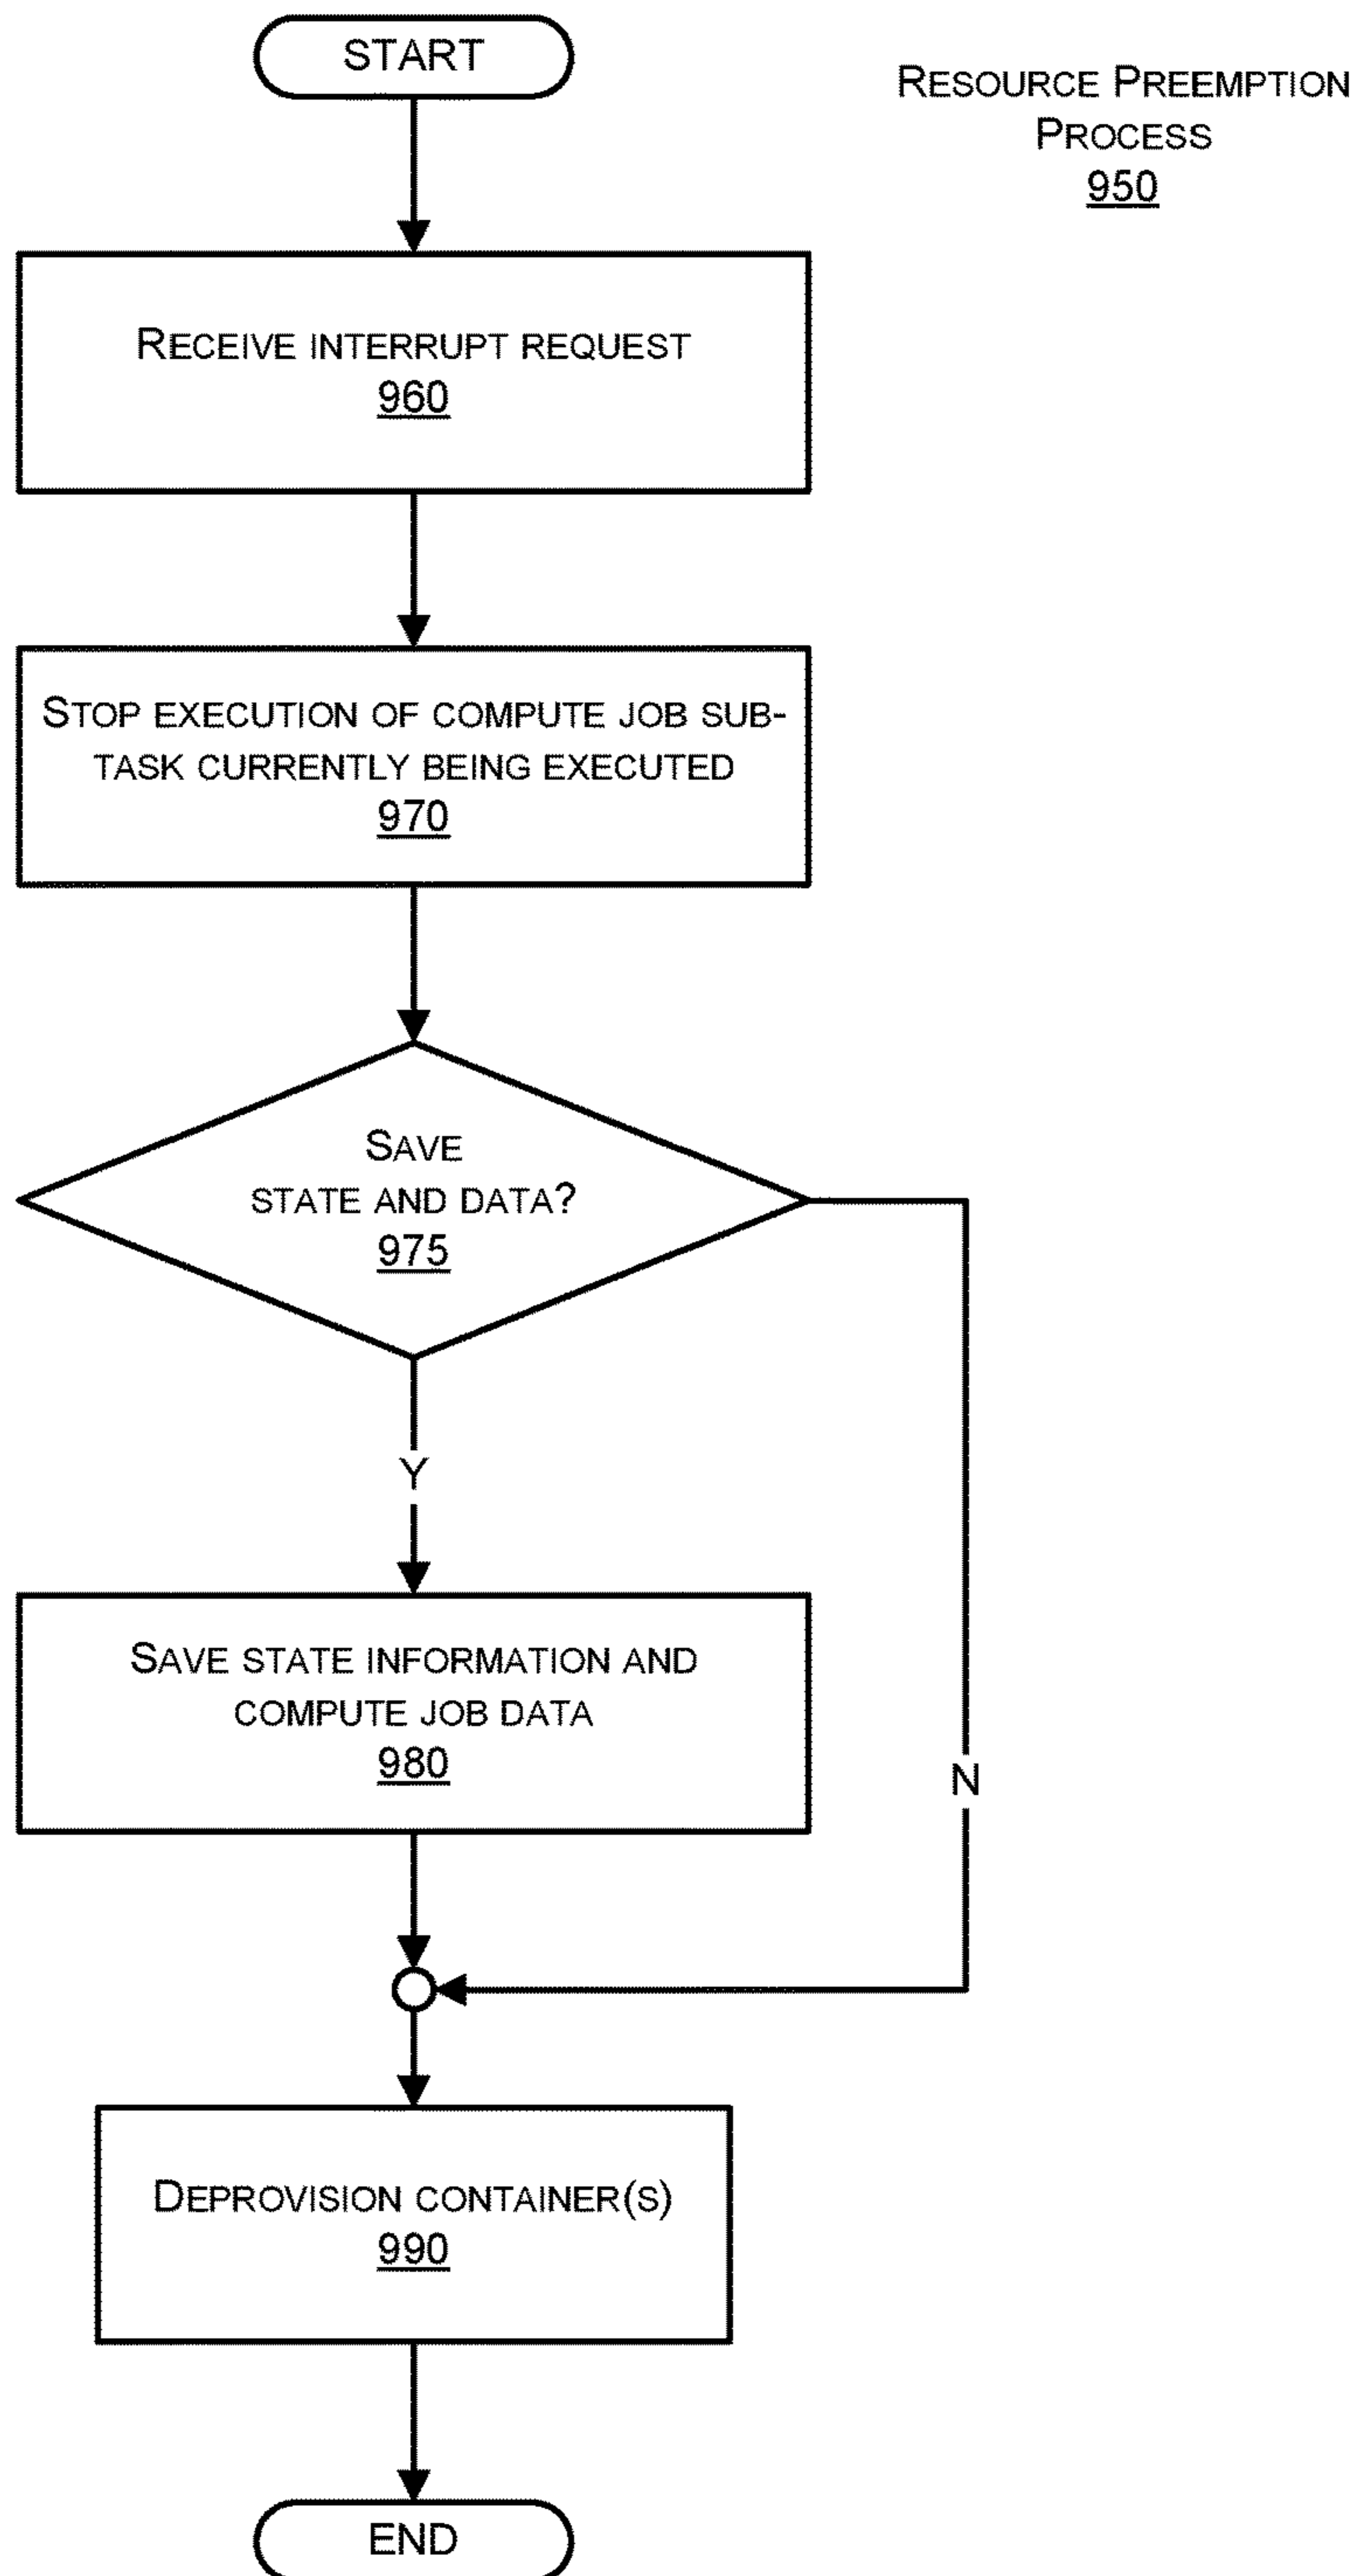 START
RESOURCE PREEMPTION
PROCESS
950
RECEIVE INTERRUPT REQUEST
960
STOP EXECUTION OF COMPUTE JOB SUB-
TASK CURRENTLY BEING EXECUTED
970
SAVE
STATE AND DATA?
975
Y
SAVE STATE INFORMATION AND
COMPUTE JOB DATA
980
N
DEPROVISION CONTAINER(S)
990
END